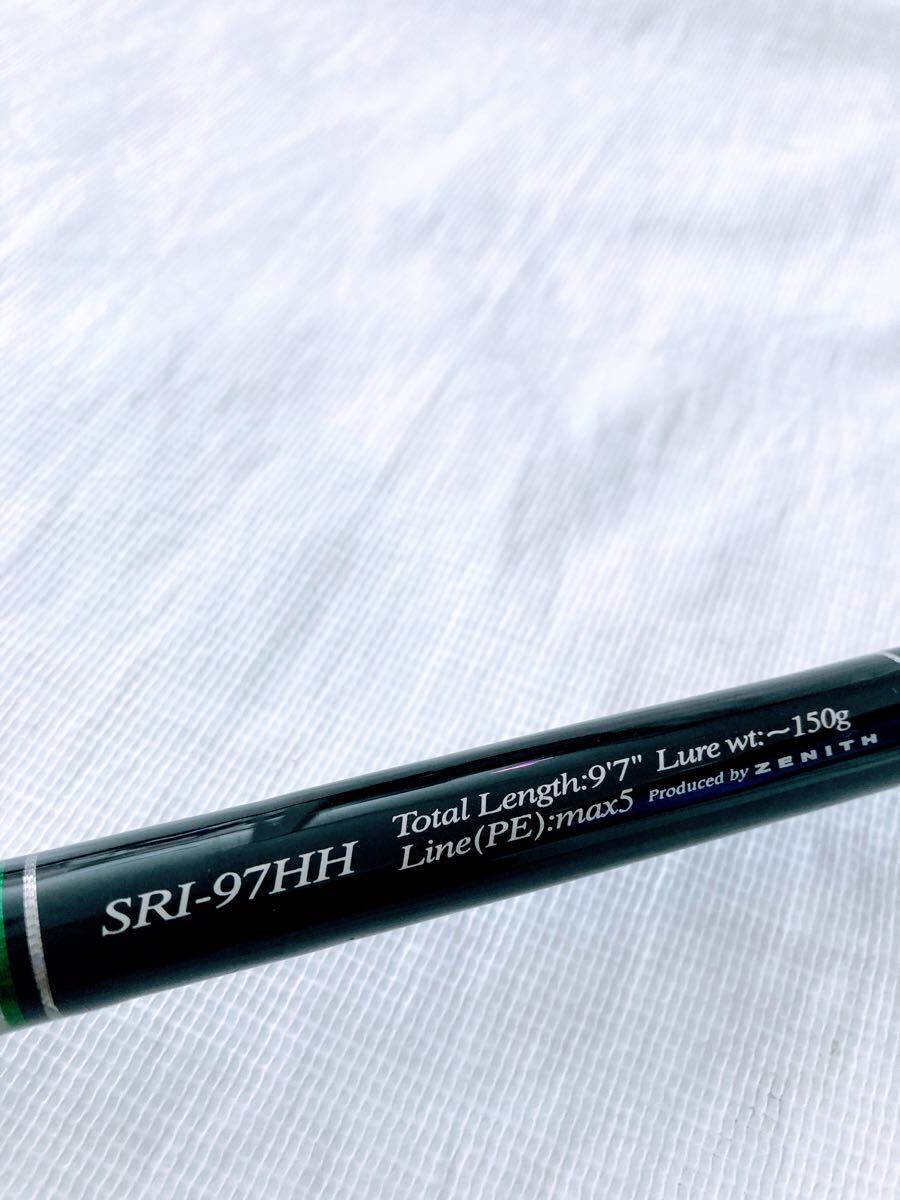 SRI-97HH
Total Length:9'7" Lure wt:~150g
Line(PE):max5 Produced by ZENITH